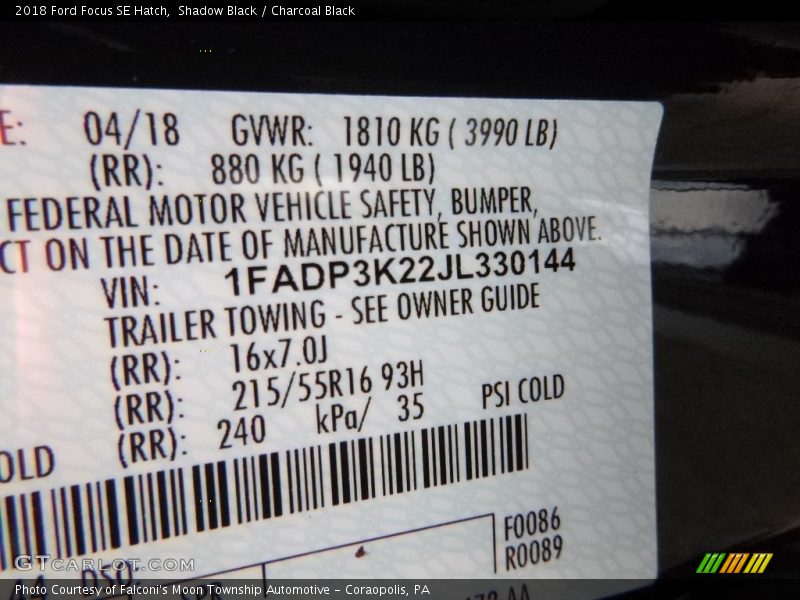 2018 Ford Focus SE Hatch,  Shadow Black / Charcoal Black
E: 04/18 GVWR: 1810 KG ( 3990 LB)
(RR): 880 KG ( 1940 LB)
FEDERAL MOTOR VEHICLE SAFETY, BUMPER,
CT ON THE DATE OF MANUFACTURE SHOWN ABOVE.
VIN: 1FADP3K22JL330144
TRAILER TOWING - SEE OWNER GUIDE
(RR): 16x7.0J
(RR): 215/55R16 93H
OLD (RR): 240 kPa/ 35 PSI COLD
F0086
R0089
DSO
GTCarLot.com
Photo Courtesy of Falconi's Moon Township Automotive - Coraopolis, PA